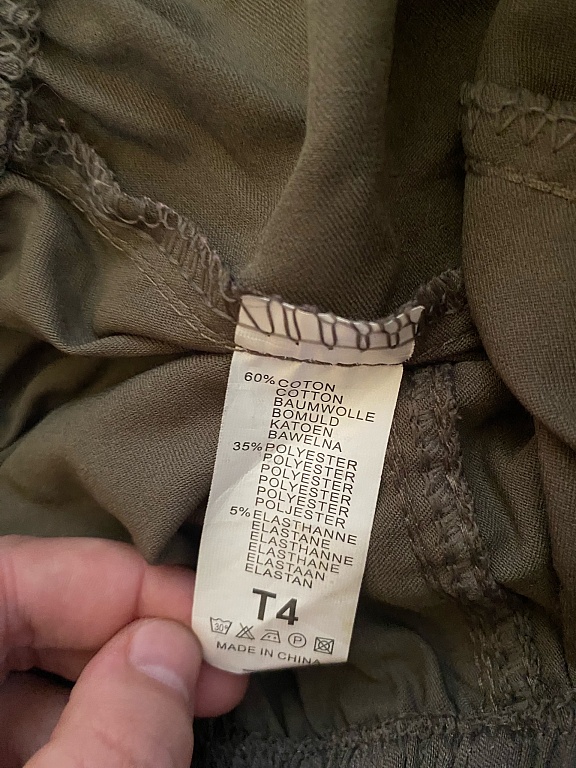 60% COTON
COTTON
BAUMWOLLE
BOMULD
KATOEN
BAWELNA
35% POLYESTER
POLYESTER
POLYESTER
POLYESTER
POLYESTER
POLJESTER
5% ELASTHANNE
ELASTANE
ELASTHANNE
ELASTHANE
ELASTAAN
ELASTAN
T4
30° P
MADE IN CHINA